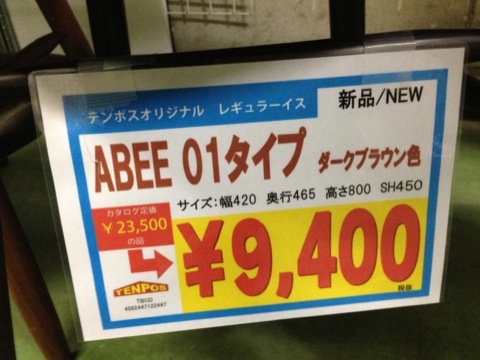 テンポスオリジナル レギュラーイス
新品/NEW
ABEE 01タイプ ダークブラウン色
サイズ:幅420 奥行465 高さ800 SH450
カタログ定価
￥23,500
の品
¥9,400
税抜
TENPOS
TBCD
4562447122447